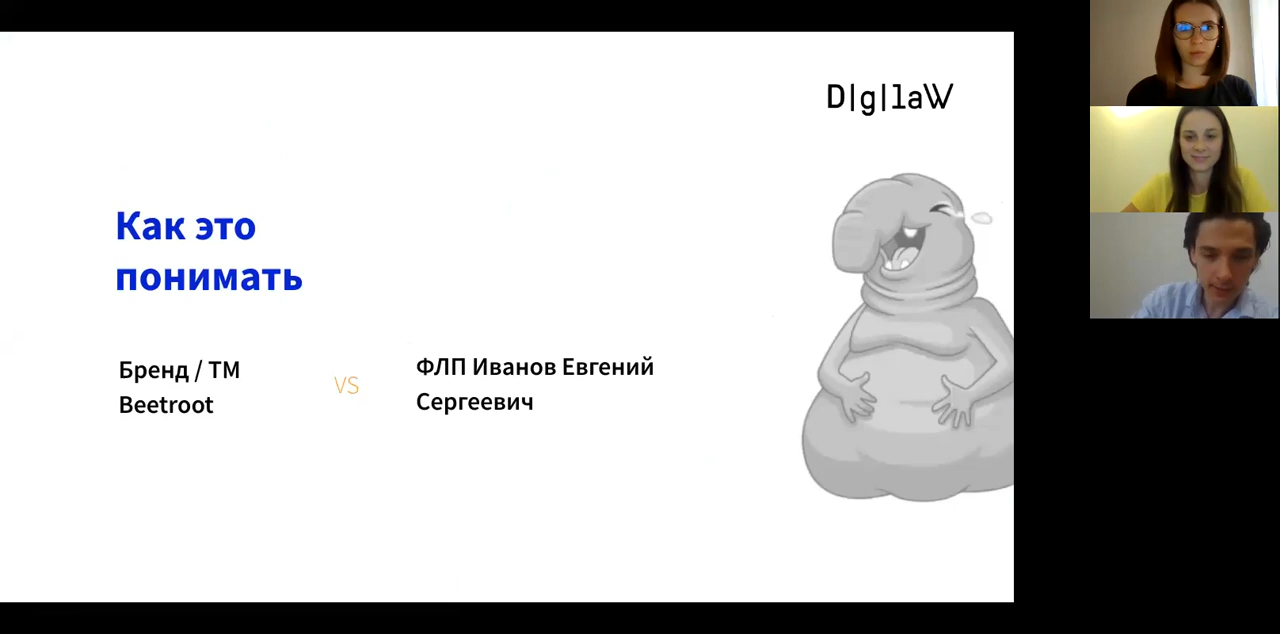 D|g|laW
Как это
понимать
Бренд / ТМ
Beetroot
VS
ФЛП Иванов Евгений
Сергеевич